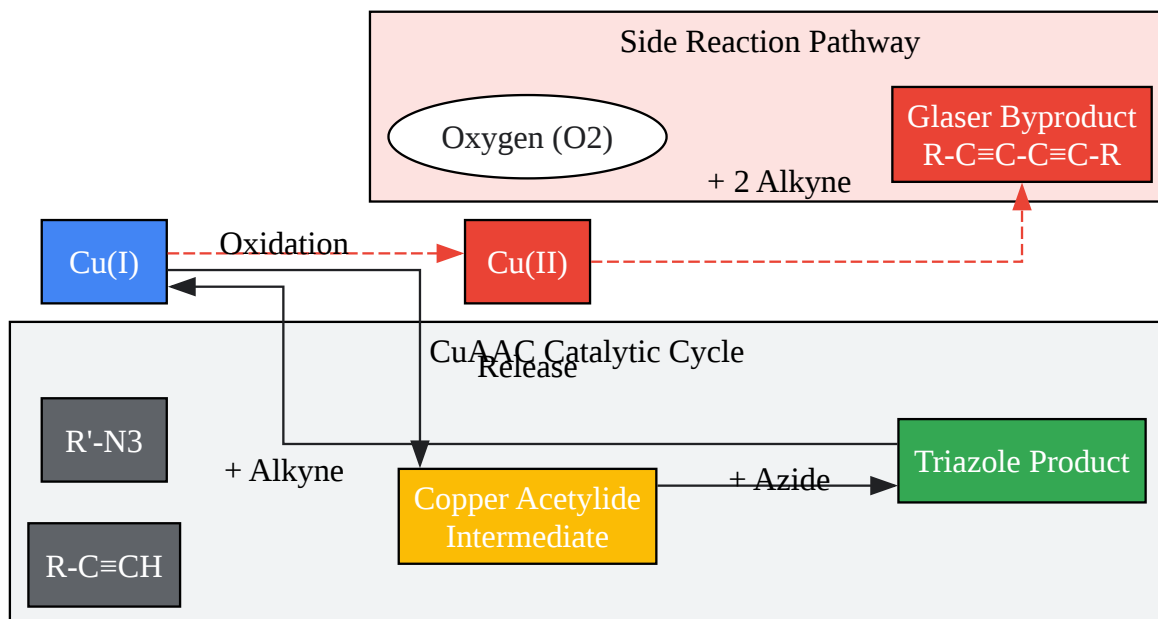 Side Reaction Pathway
Oxygen (O2)
Glaser Byproduct
R-C≡C-C≡C-R
+ 2 Alkyne
Cu(I)
Oxidation
Cu(II)
CuAAC Catalytic Cycle
Release
R'-N3
+ Alkyne
Copper Acetylide
Intermediate
+ Azide
Triazole Product
R-C≡CH